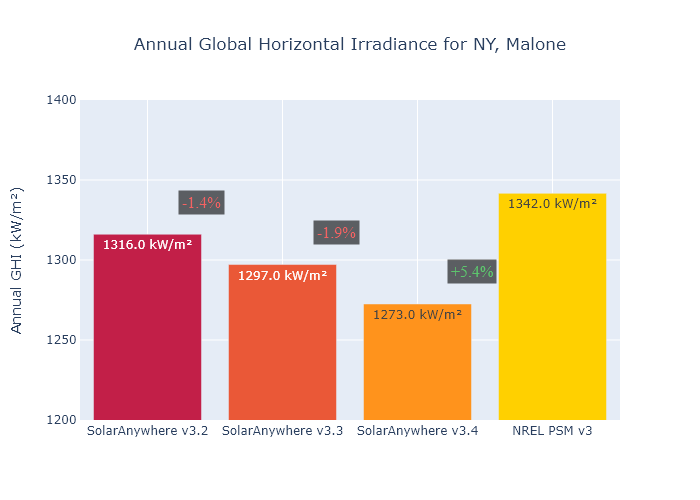 Annual Global Horizontal Irradiance for NY, Malone
Annual GHI (kW/m²)
1400
1350
1300
1250
1200
-1.4%
-1.9%
+5.4%
1316.0 kW/m²
1297.0 kW/m²
1273.0 kW/m²
1342.0 kW/m²
SolarAnywhere v3.2
SolarAnywhere v3.3
SolarAnywhere v3.4
NREL PSM v3